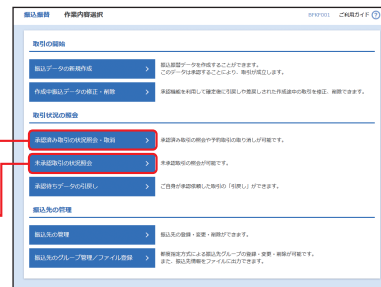 振込振替 作業内容選択 BFKF001 ご利用ガイド ?
取引の開始
振込データの新規作成
振込振替データを作成することができます。
このデータは承認することにより、取引が成立します。
作成中振込データの修正・削除
承認機能を利用して確定後に引戻しや差戻しされた作成途中の取引を修正、削除できます。
取引状況の照会
承認済み取引の状況照会・取消
承認済み取引の照会や予約取引の取り消しが可能です。
未承認取引の状況照会
未承認取引の照会が可能です。
承認待ちデータの引戻し
ご自身が承認依頼した取引の「引戻し」ができます。
振込先の管理
振込先の管理
振込先の登録・変更・削除ができます。
振込先のグループ管理/ファイル登録
都度指定方式による振込先グループの登録・変更・削除が可能です。
また、振込先情報をファイルに出力できます。